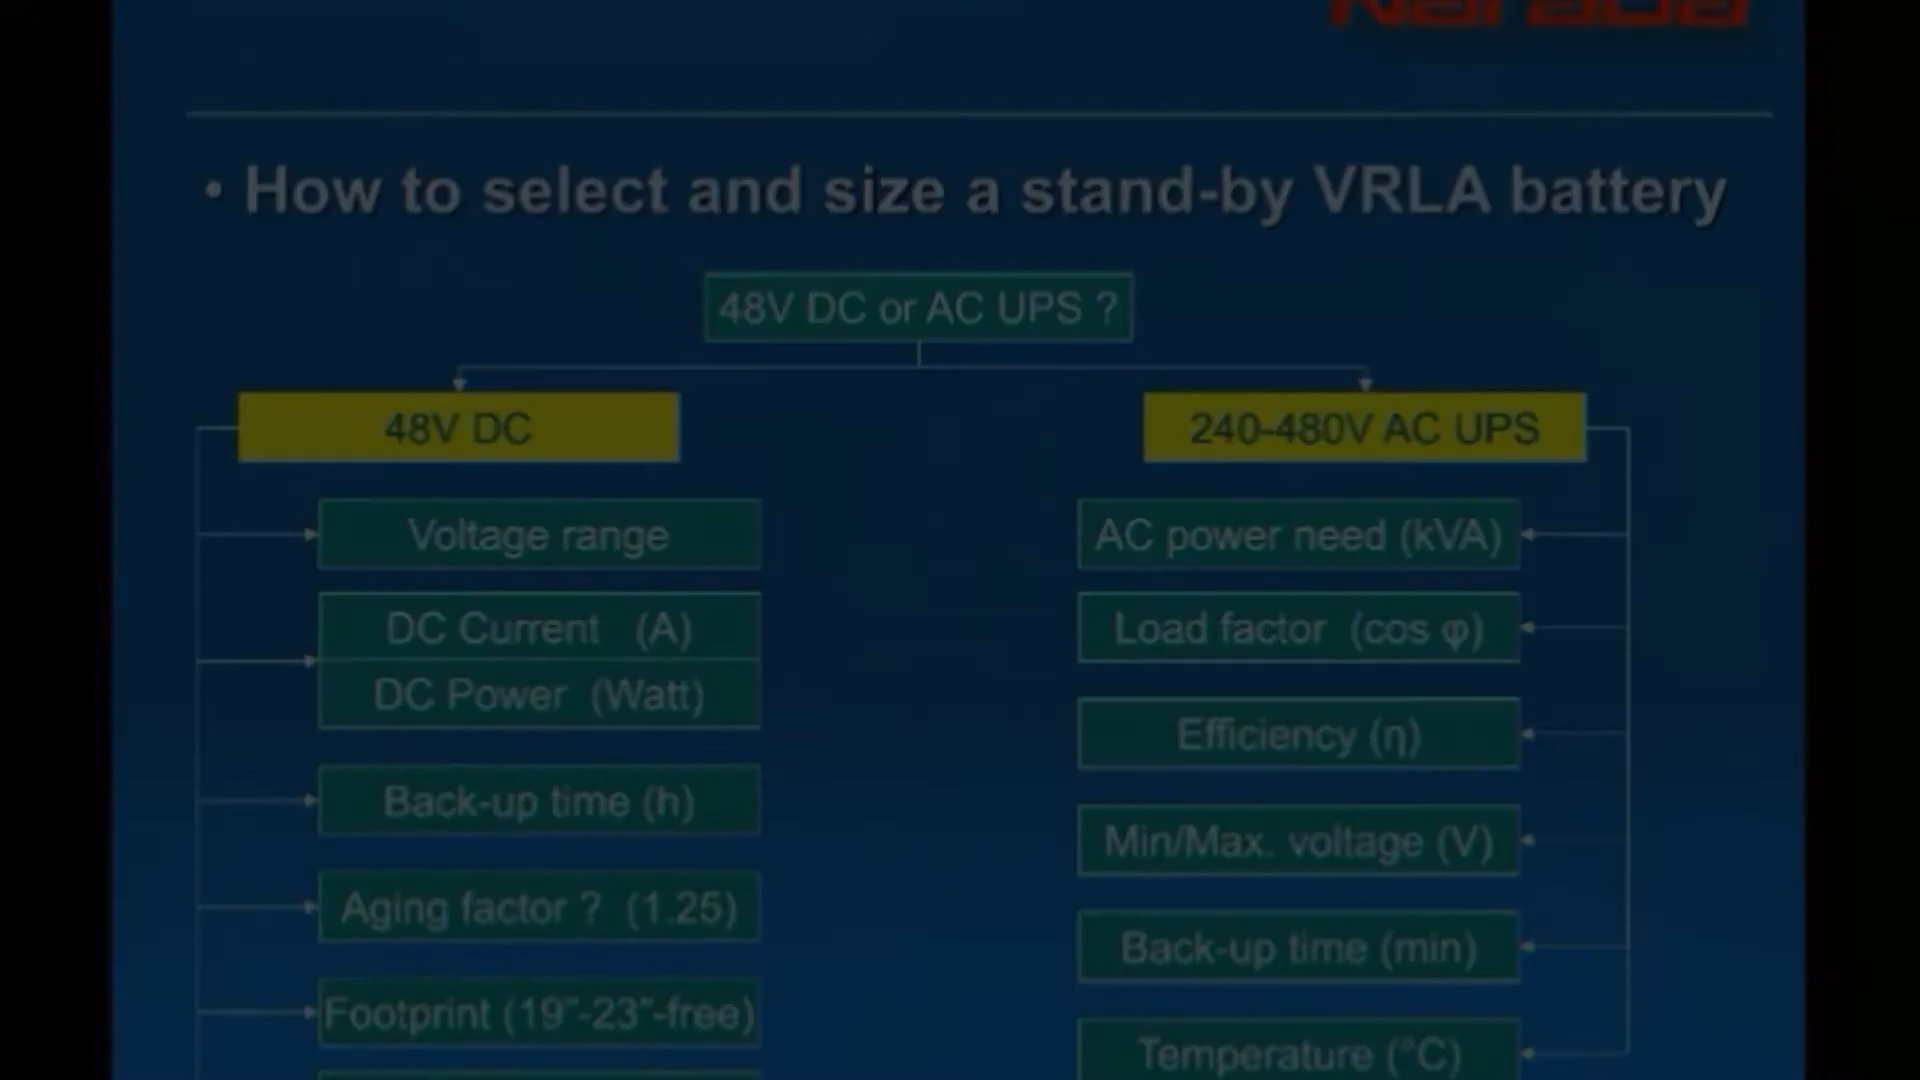 Narada
• How to select and size a stand-by VRLA battery
48V DC or AC UPS ?
48V DC
240-480V AC UPS
Voltage range
DC Current (A)
DC Power (Watt)
Back-up time (h)
Aging factor ? (1.25)
Footprint (19"-23"-free)
AC power need (kVA)
Load factor (cos φ)
Efficiency (η)
Min/Max. voltage (V)
Back-up time (min)
Temperature (°C)